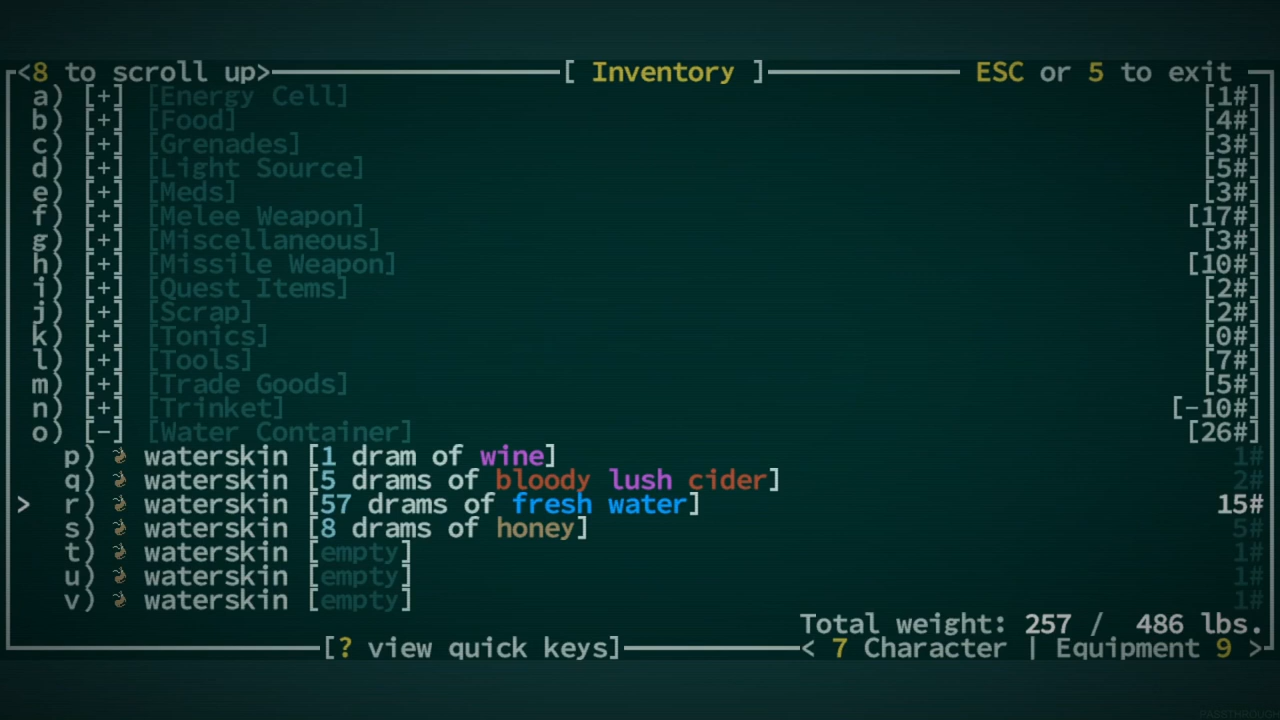 <8 to scroll up> [ Inventory ] ESC or 5 to exit
a) [+] [Energy Cell] [1#]
b) [+] [Food] [4#]
c) [+] [Grenades] [3#]
d) [+] [Light Source] [5#]
e) [+] [Meds] [3#]
f) [+] [Melee Weapon] [17#]
g) [+] [Miscellaneous] [3#]
h) [+] [Missile Weapon] [10#]
i) [+] [Quest Items] [2#]
j) [+] [Scrap] [2#]
k) [+] [Tonics] [0#]
l) [+] [Tools] [7#]
m) [+] [Trade Goods] [5#]
n) [+] [Trinket] [-10#]
o) [-] [Water Container] [26#]
p) waterskin [1 dram of wine] 1#
q) waterskin [5 drams of bloody lush cider] 2#
> r) waterskin [57 drams of fresh water] 15#
s) waterskin [8 drams of honey] 5#
t) waterskin [empty] 1#
u) waterskin [empty] 1#
v) waterskin [empty] 1#
Total weight: 257 / 486 lbs.
[? view quick keys] < 7 Character | Equipment 9 >